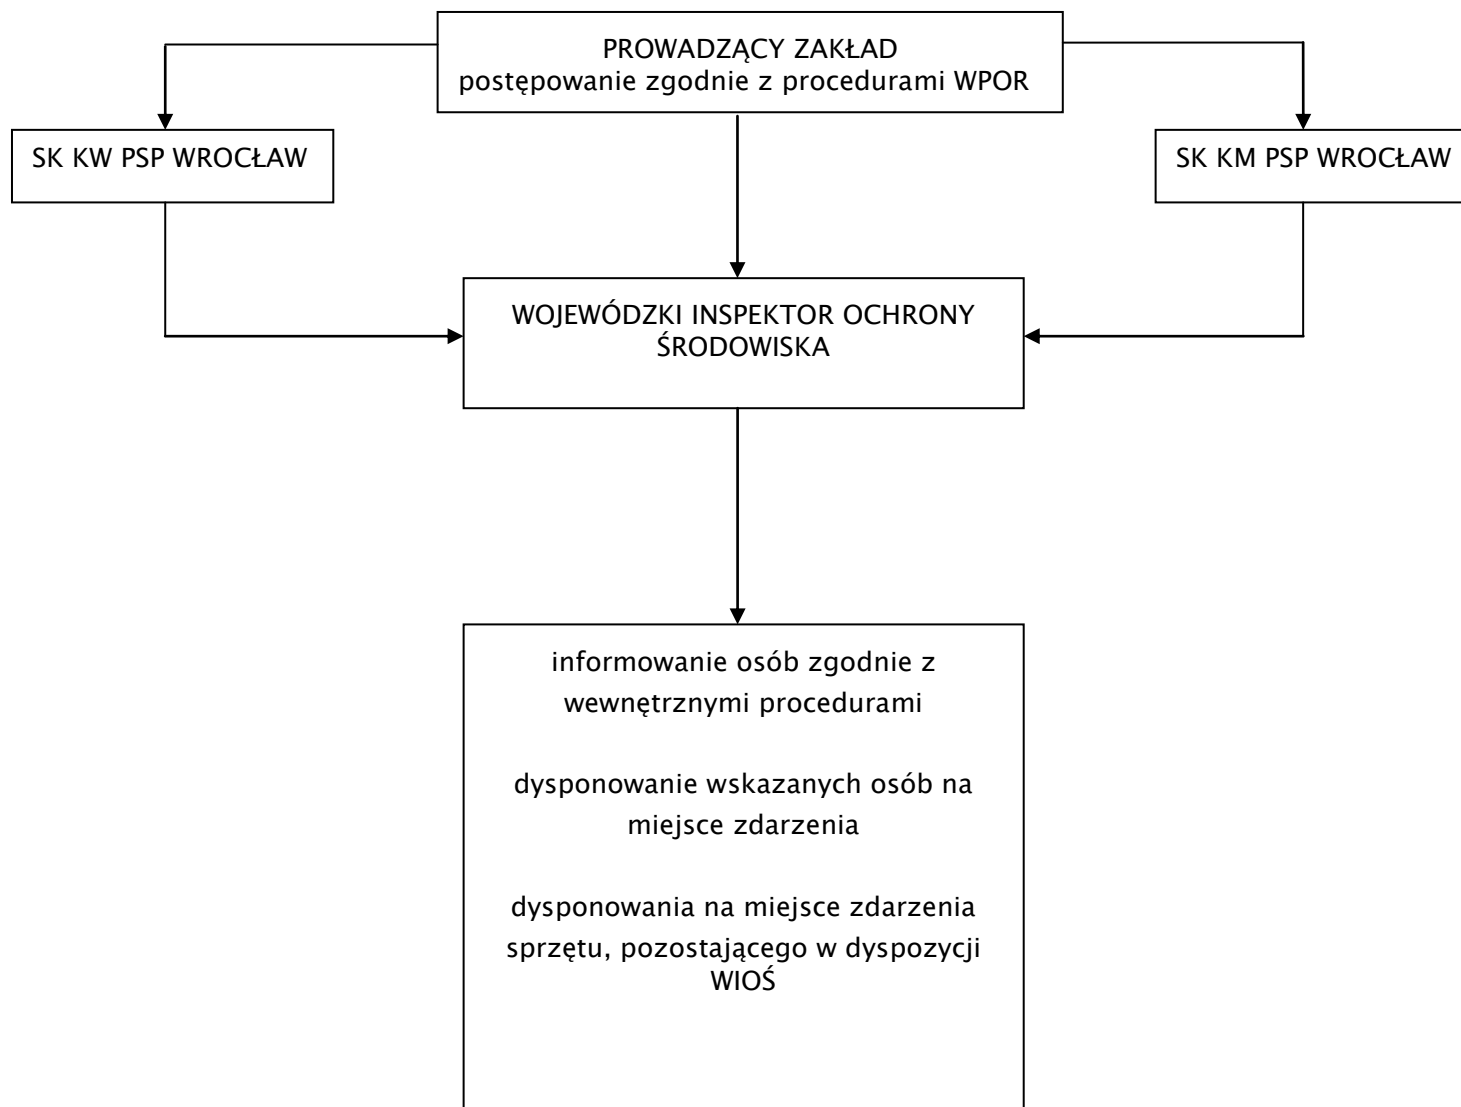 PROWADZĄCY ZAKŁAD
postępowanie zgodnie z procedurami WPOR
SK KW PSP WROCŁAW
SK KM PSP WROCŁAW
WOJEWÓDZKI INSPEKTOR OCHRONY
ŚRODOWISKA
informowanie osób zgodnie z
wewnętrznymi procedurami
dysponowanie wskazanych osób na
miejsce zdarzenia
dysponowania na miejsce zdarzenia
sprzętu, pozostającego w dyspozycji
WIOŚ